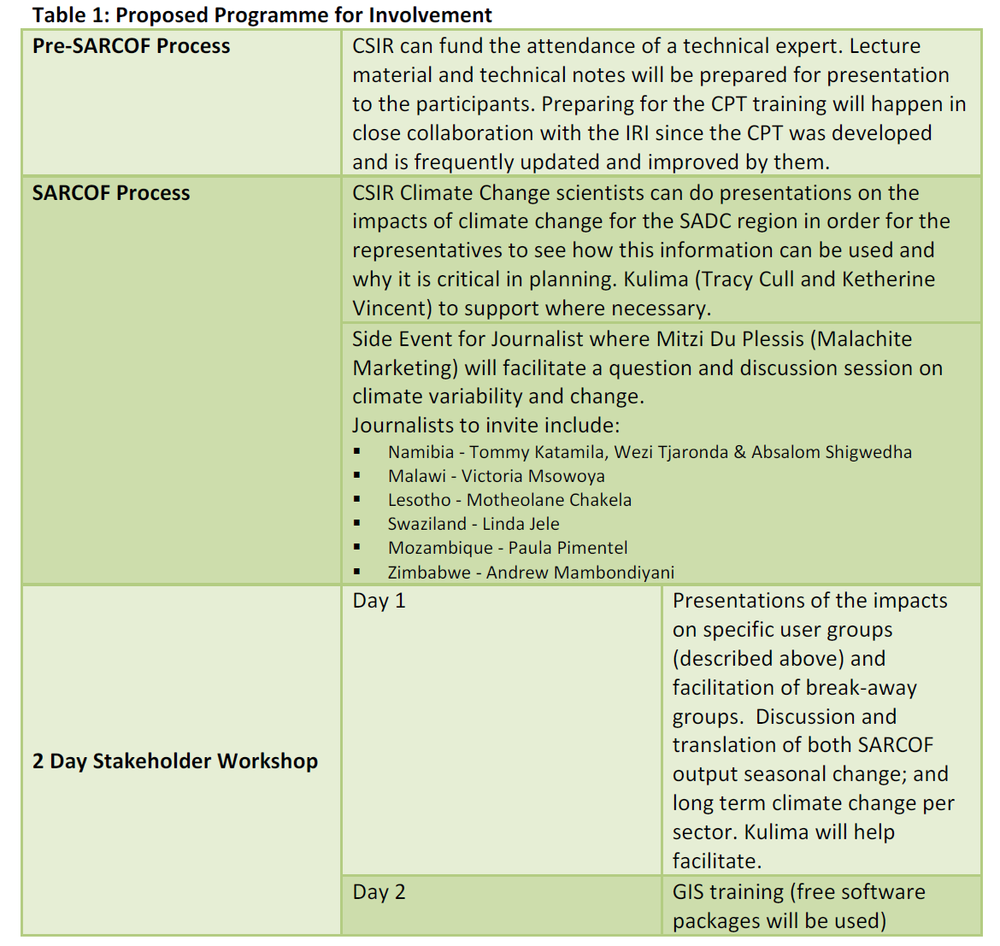 Table 1: Proposed Programme for Involvement
Pre-SARCOF Process
CSIR can fund the attendance of a technical expert. Lecture
material and technical notes will be prepared for presentation
to the participants. Preparing for the CPT training will happen in
close collaboration with the IRI since the CPT was developed
and is frequently updated and improved by them.
SARCOF Process
CSIR Climate Change scientists can do presentations on the
impacts of climate change for the SADC region in order for the
representatives to see how this information can be used and
why it is critical in planning. Kulima (Tracy Cull and Ketherine
Vincent) to support where necessary.
Side Event for Journalist where Mitzi Du Plessis (Malachite
Marketing) will facilitate a question and discussion session on
climate variability and change.
Journalists to invite include:
▪ Namibia - Tommy Katamila, Wezi Tjaronda & Absalom Shigwedha
▪ Malawi - Victoria Msowoya
▪ Lesotho - Motheolane Chakela
▪ Swaziland - Linda Jele
▪ Mozambique - Paula Pimentel
▪ Zimbabwe - Andrew Mambondiyani
2 Day Stakeholder Workshop
Day 1
Presentations of the impacts
on specific user groups
(described above) and
facilitation of break-away
groups.  Discussion and
translation of both SARCOF
output seasonal change; and
long term climate change per
sector. Kulima will help
facilitate.
Day 2
GIS training (free software
packages will be used)